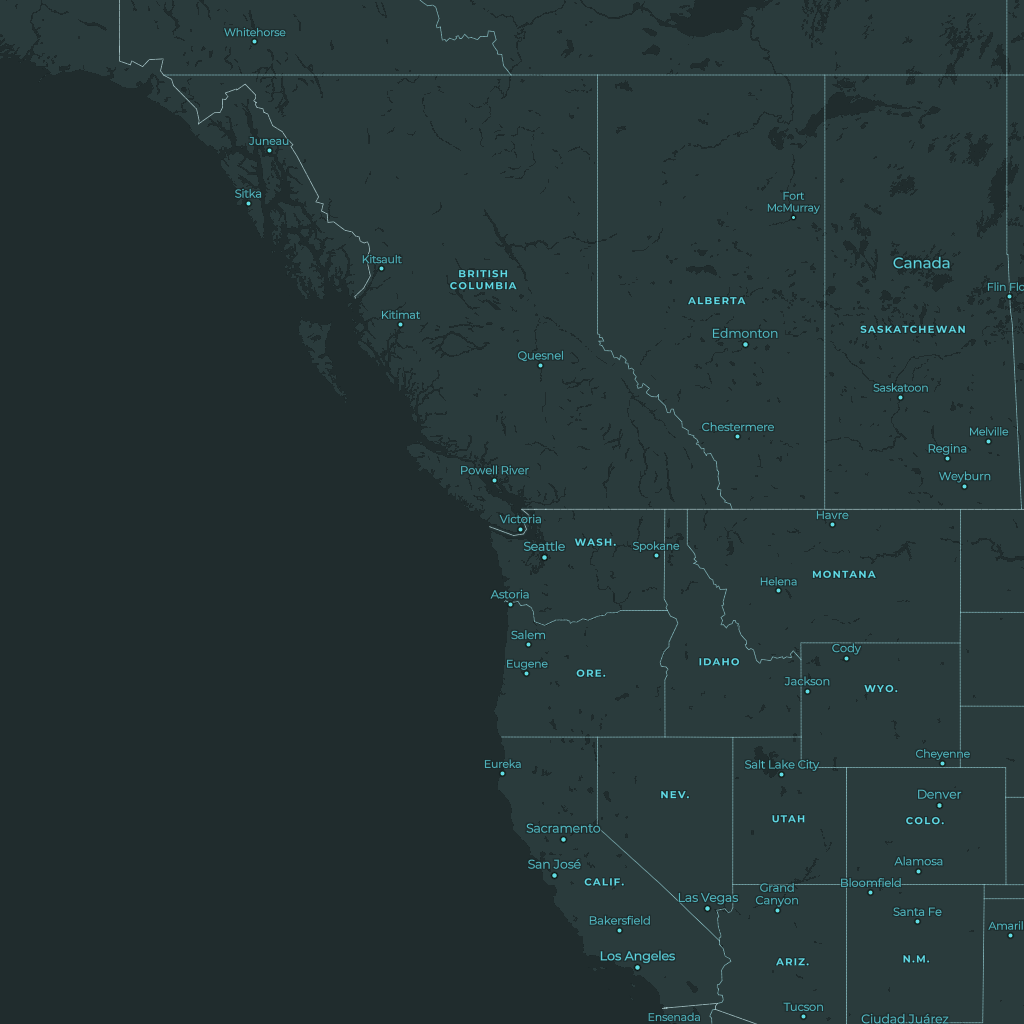 Whitehorse
Juneau
Sitka
Fort
McMurray
Kitsault
Canada
BRITISH
COLUMBIA
Flin Flo
ALBERTA
Kitimat
SASKATCHEWAN
Edmonton
Quesnel
Saskatoon
Chestermere
Melville
Regina
Powell River
Weyburn
Victoria
Havre
Seattle
WASH.
Spokane
MONTANA
Helena
Astoria
Salem
Cody
Eugene
IDAHO
ORE.
Jackson
WYO.
Cheyenne
Eureka
Salt Lake City
NEV.
Denver
UTAH
COLO.
Sacramento
San José
Alamosa
CALIF.
Bloomfield
Grand
Canyon
Las Vegas
Santa Fe
Bakersfield
Amaril
Los Angeles
ARIZ.
N.M.
Tucson
Ensenada
Ciudad Juárez